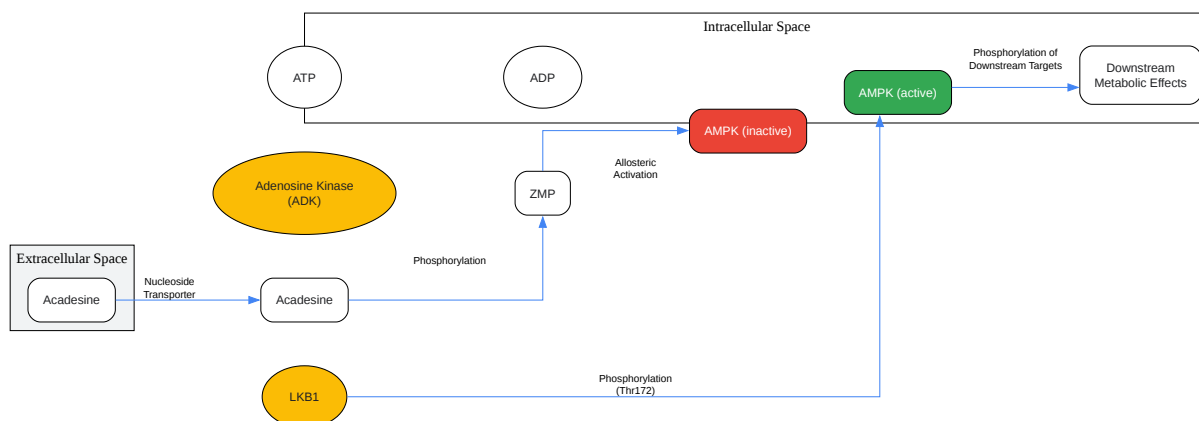 Intracellular Space
Phosphorylation of
Downstream Targets
Downstream
Metabolic Effects
ATP
ADP
AMPK (active)
AMPK (inactive)
Allosteric
Activation
Adenosine Kinase
(ADK)
ZMP
Extracellular Space
Phosphorylation
Nucleoside
Transporter
Acadesine
Acadesine
Phosphorylation
(Thr172)
LKB1